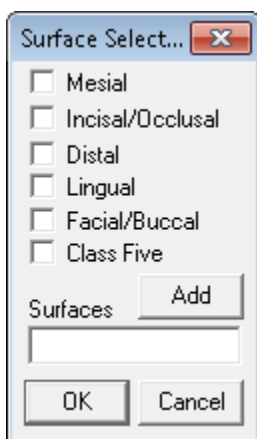 Surface Select...
Mesial
Incisal/Occlusal
Distal
Lingual
Facial/Buccal
Class Five
Add
Surfaces
OK Cancel